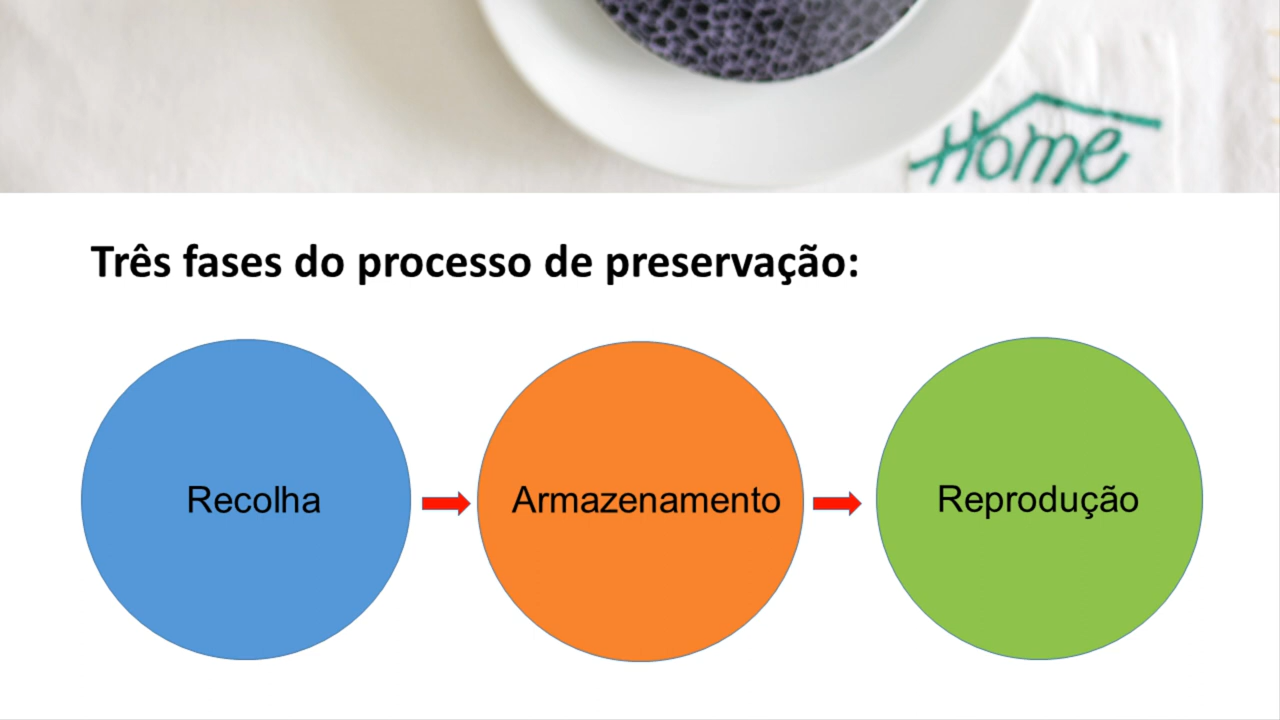 Home
Três fases do processo de preservação:
Recolha
Armazenamento
Reprodução